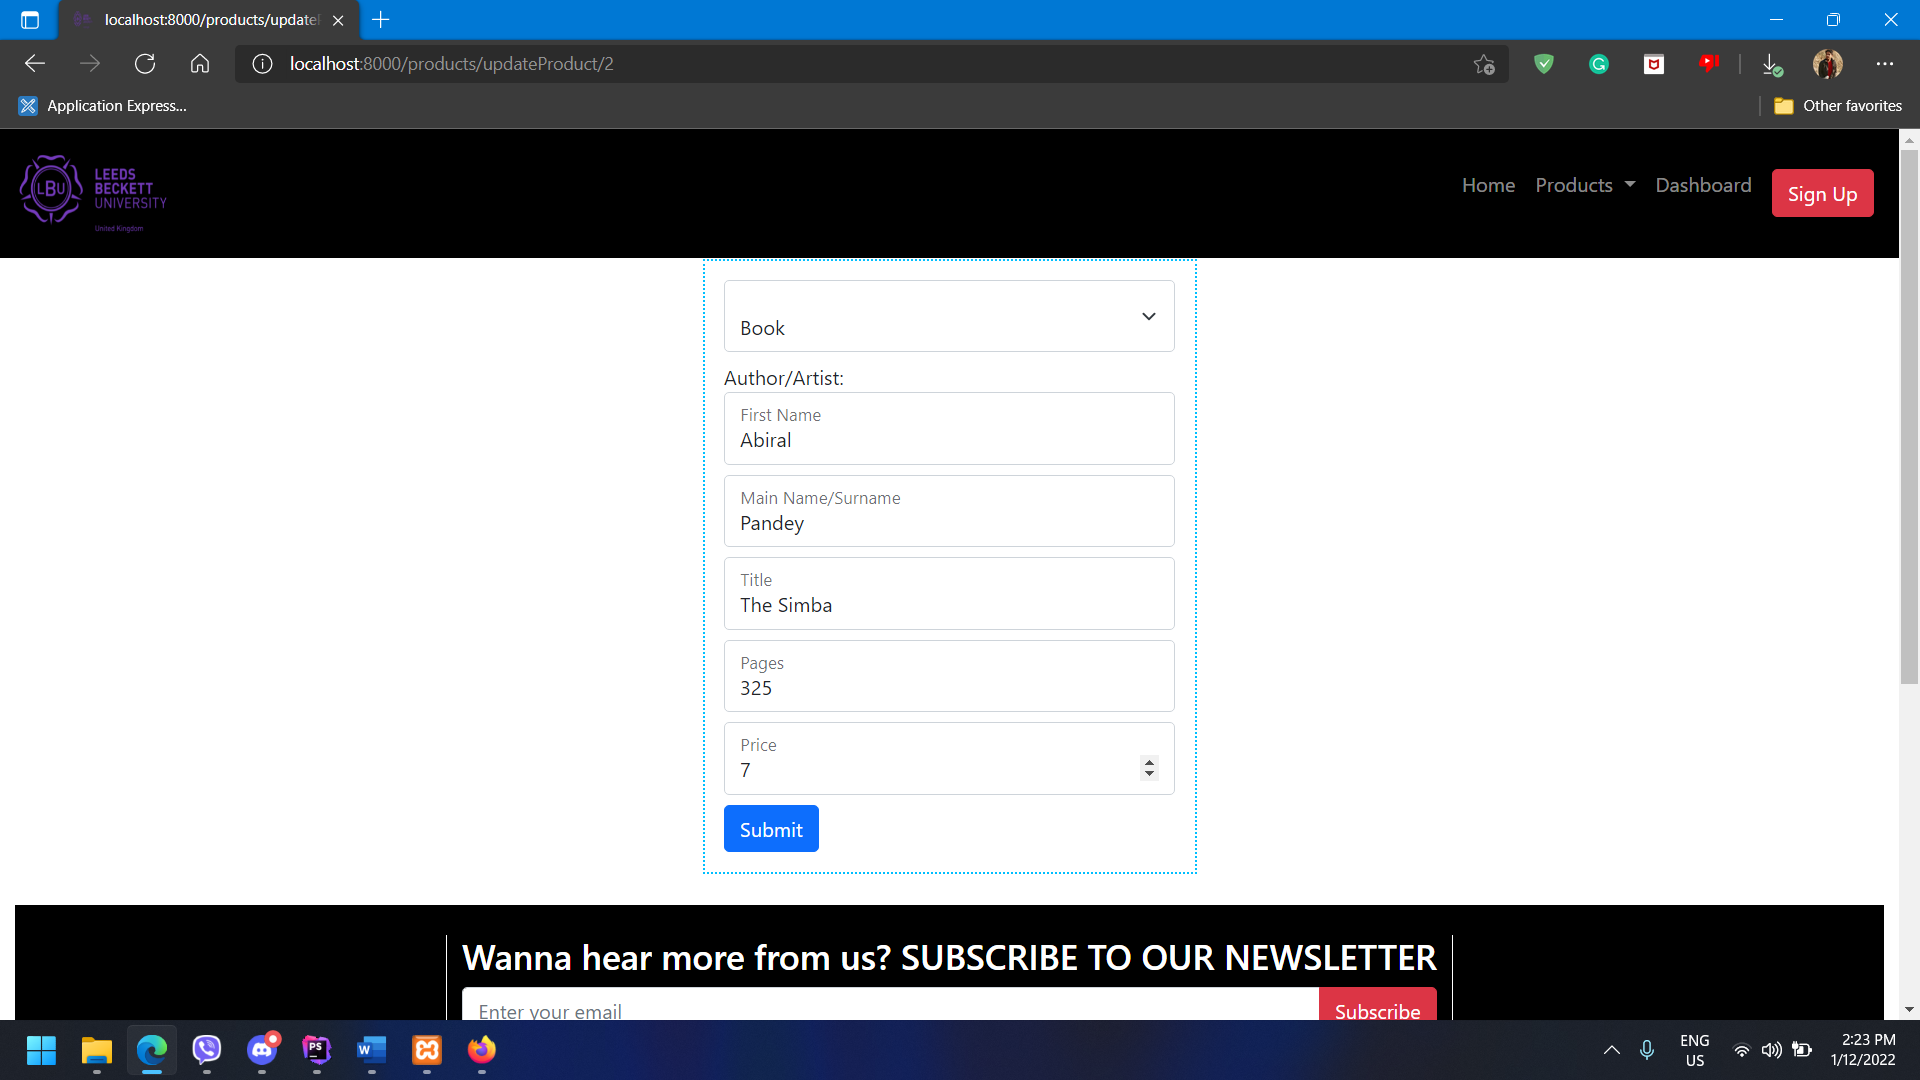 localhost:8000/products/update
localhost:8000/products/updateProduct/2
Application Express...
Other favorites
LBU
LEEDS
BECKETT
UNIVERSITY
United Kingdom
Home
Products
Dashboard
Sign Up
Book
Author/Artist:
First Name
Abiral
Main Name/Surname
Pandey
Title
The Simba
Pages
325
Price
7
Submit
Wanna hear more from us? SUBSCRIBE TO OUR NEWSLETTER
Enter your email
Subscribe
PS
W
ENG
US
2:23 PM
1/12/2022